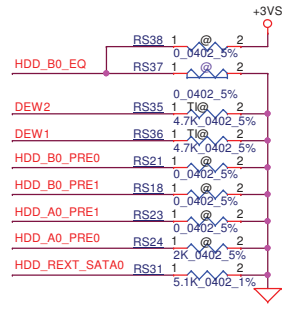 +3VS
RS38 1 @ 2
0_0402_5%
HDD_B0_EQ RS37 1 @ 2
0_0402_5%
DEW2 RS35 1 TI@ 2
4.7K_0402_5%
DEW1 RS36 1 TI@ 2
4.7K_0402_5%
HDD_B0_PRE0 RS21 1 @ 2
0_0402_5%
HDD_B0_PRE1 RS18 1 @ 2
0_0402_5%
HDD_A0_PRE1 RS23 1 @ 2
0_0402_5%
HDD_A0_PRE0 RS24 1 @ 2
2K_0402_5%
HDD_REXT_SATA0 RS31 1 2
5.1K_0402_1%